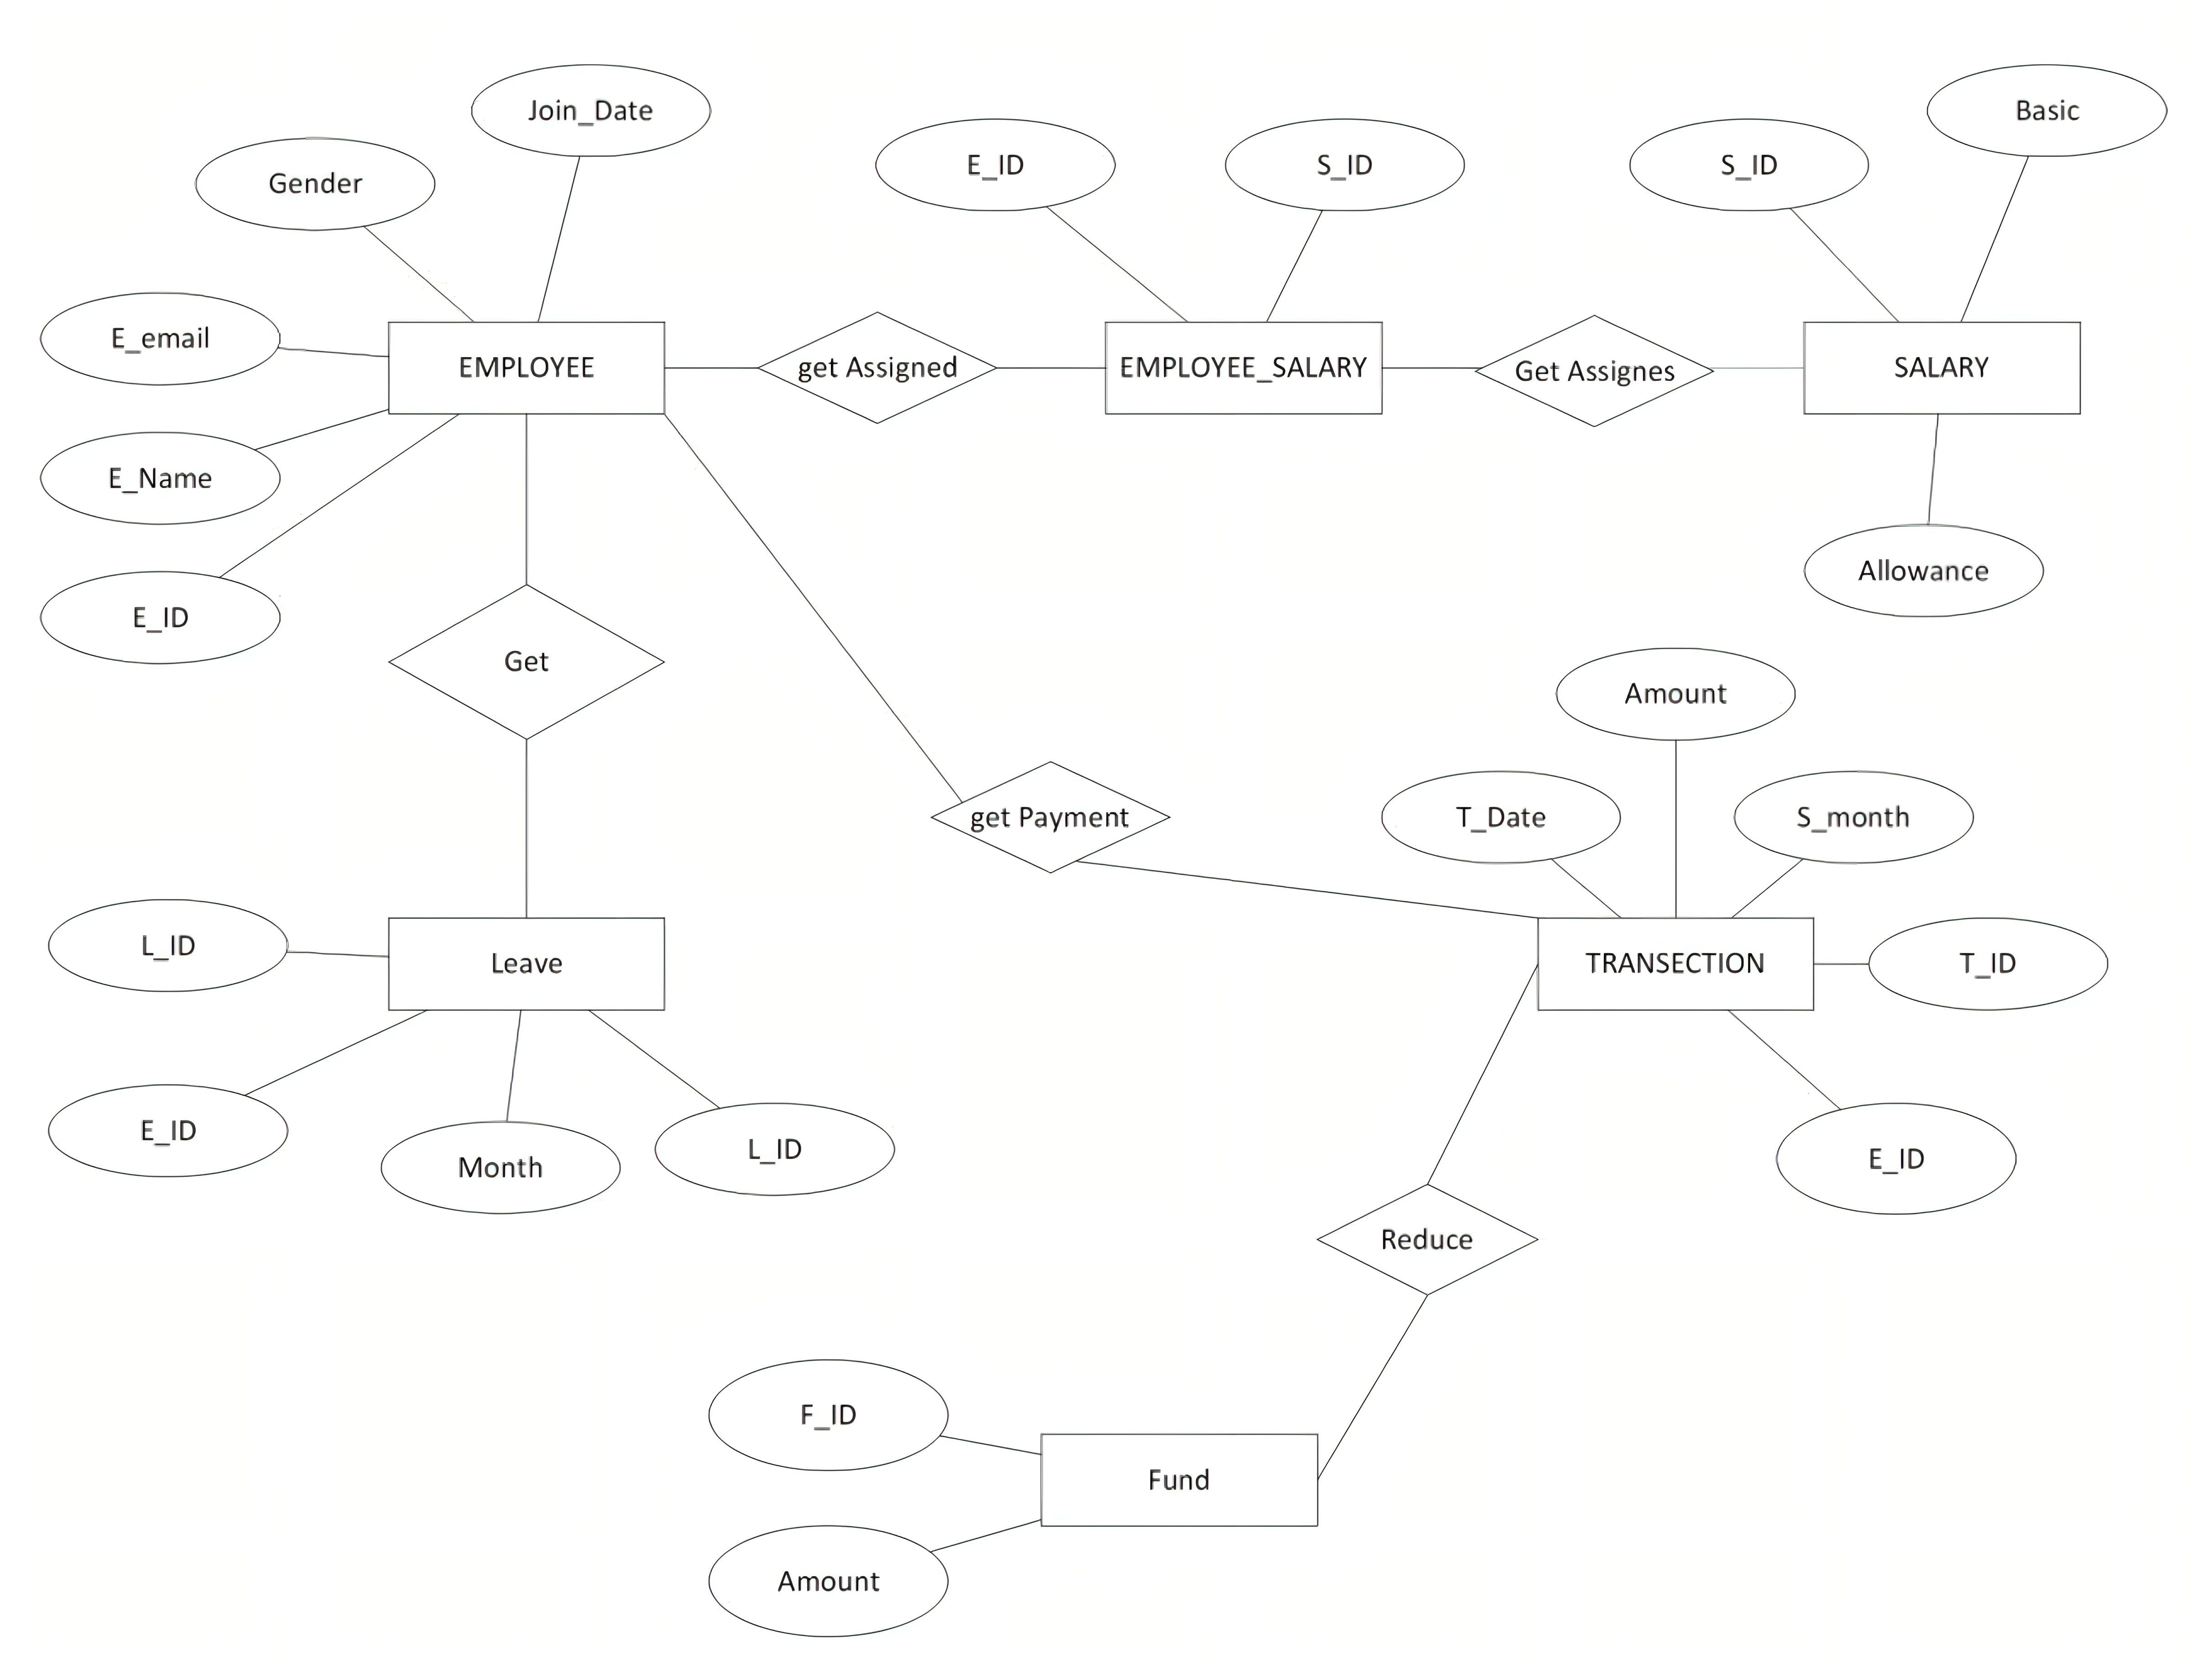 Join_Date
Basic
E_ID
S_ID
S_ID
Gender
E_email
EMPLOYEE
get Assigned
EMPLOYEE_SALARY
Get Assignes
SALARY
E_Name
Allowance
E_ID
Get
Amount
get Payment
T_Date
S_month
L_ID
Leave
TRANSECTION
T_ID
E_ID
Month
L_ID
E_ID
Reduce
F_ID
Fund
Amount